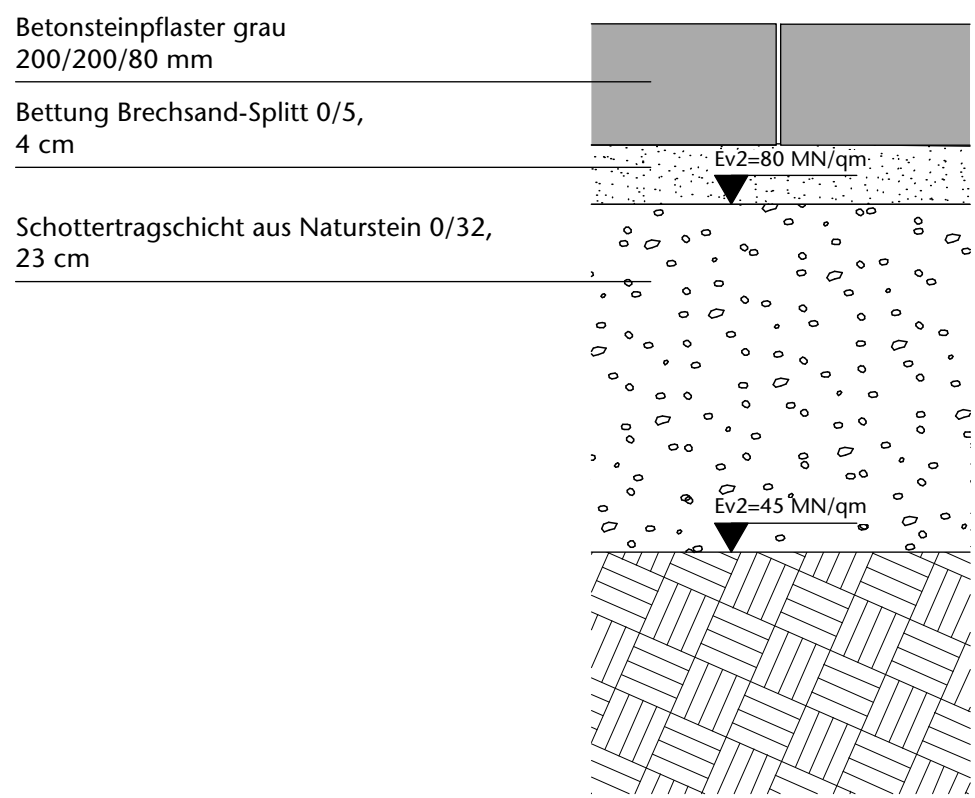 Betonsteinpflaster grau
200/200/80 mm
Bettung Brechsand-Splitt 0/5,
4 cm
Ev2=80 MN/qm
Schottertragschicht aus Naturstein 0/32,
23 cm
Ev2=45 MN/qm